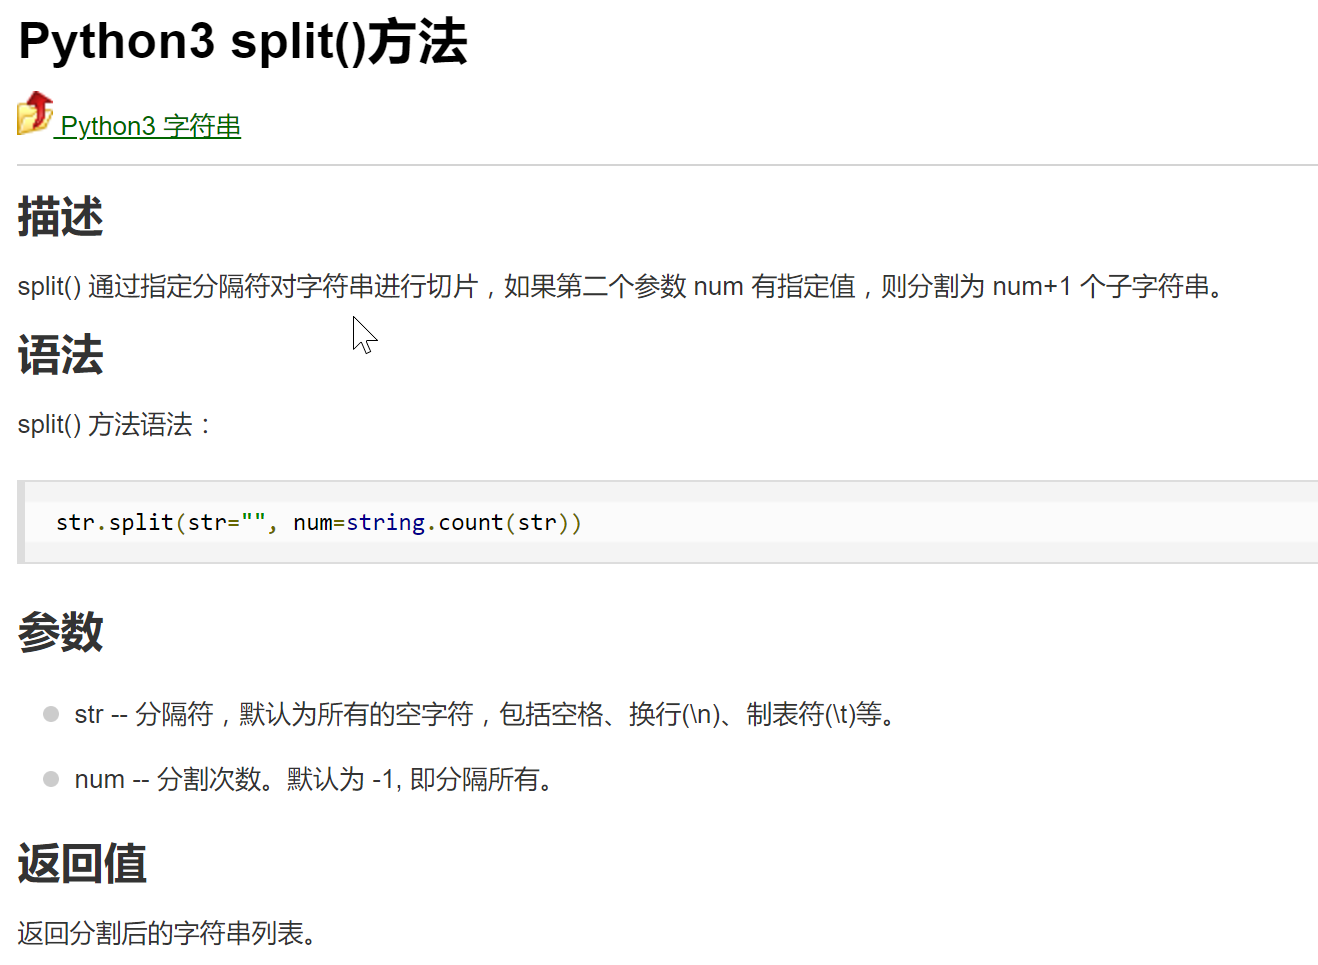 Python3 split()方法
Python3 字符串
描述
split() 通过指定分隔符对字符串进行切片，如果第二个参数 num 有指定值，则分割为 num+1 个子字符串。
语法
split() 方法语法：
str.split(str="", num=string.count(str))
参数
str -- 分隔符，默认为所有的空字符，包括空格、换行(\n)、制表符(\t)等。
num -- 分割次数。默认为 -1, 即分隔所有。
返回值
返回分割后的字符串列表。